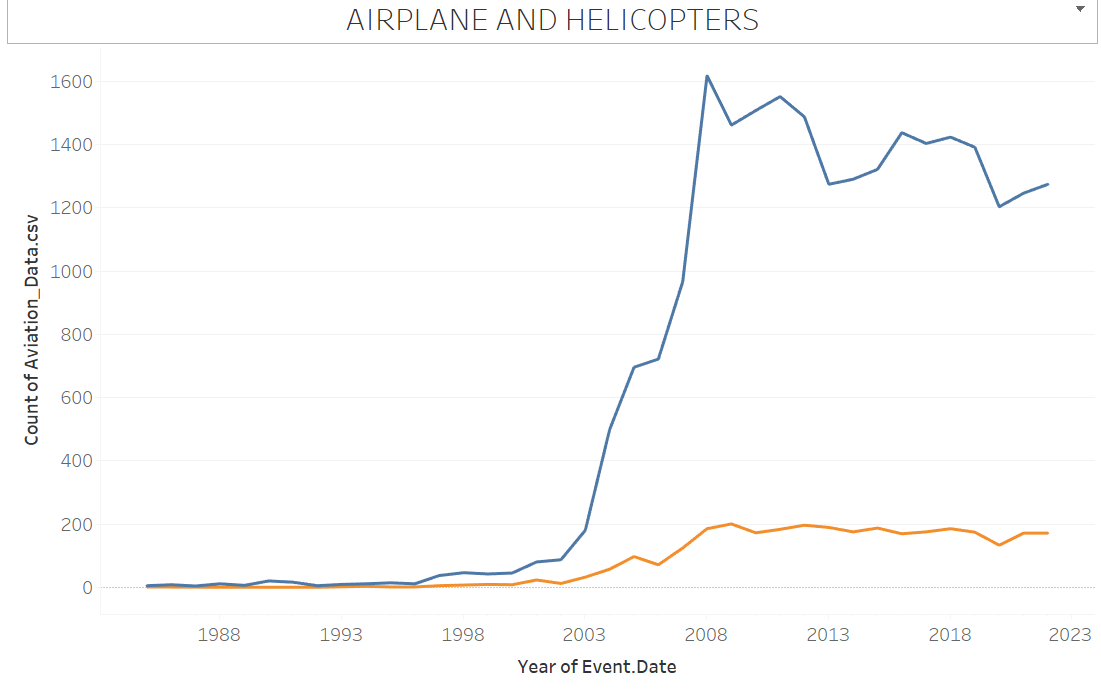 AIRPLANE AND HELICOPTERS
1600
1400
1200
1000
800
600
400
200
0
Count of Aviation_Data.csv
1988 1993 1998 2003 2008 2013 2018 2023
Year of Event.Date